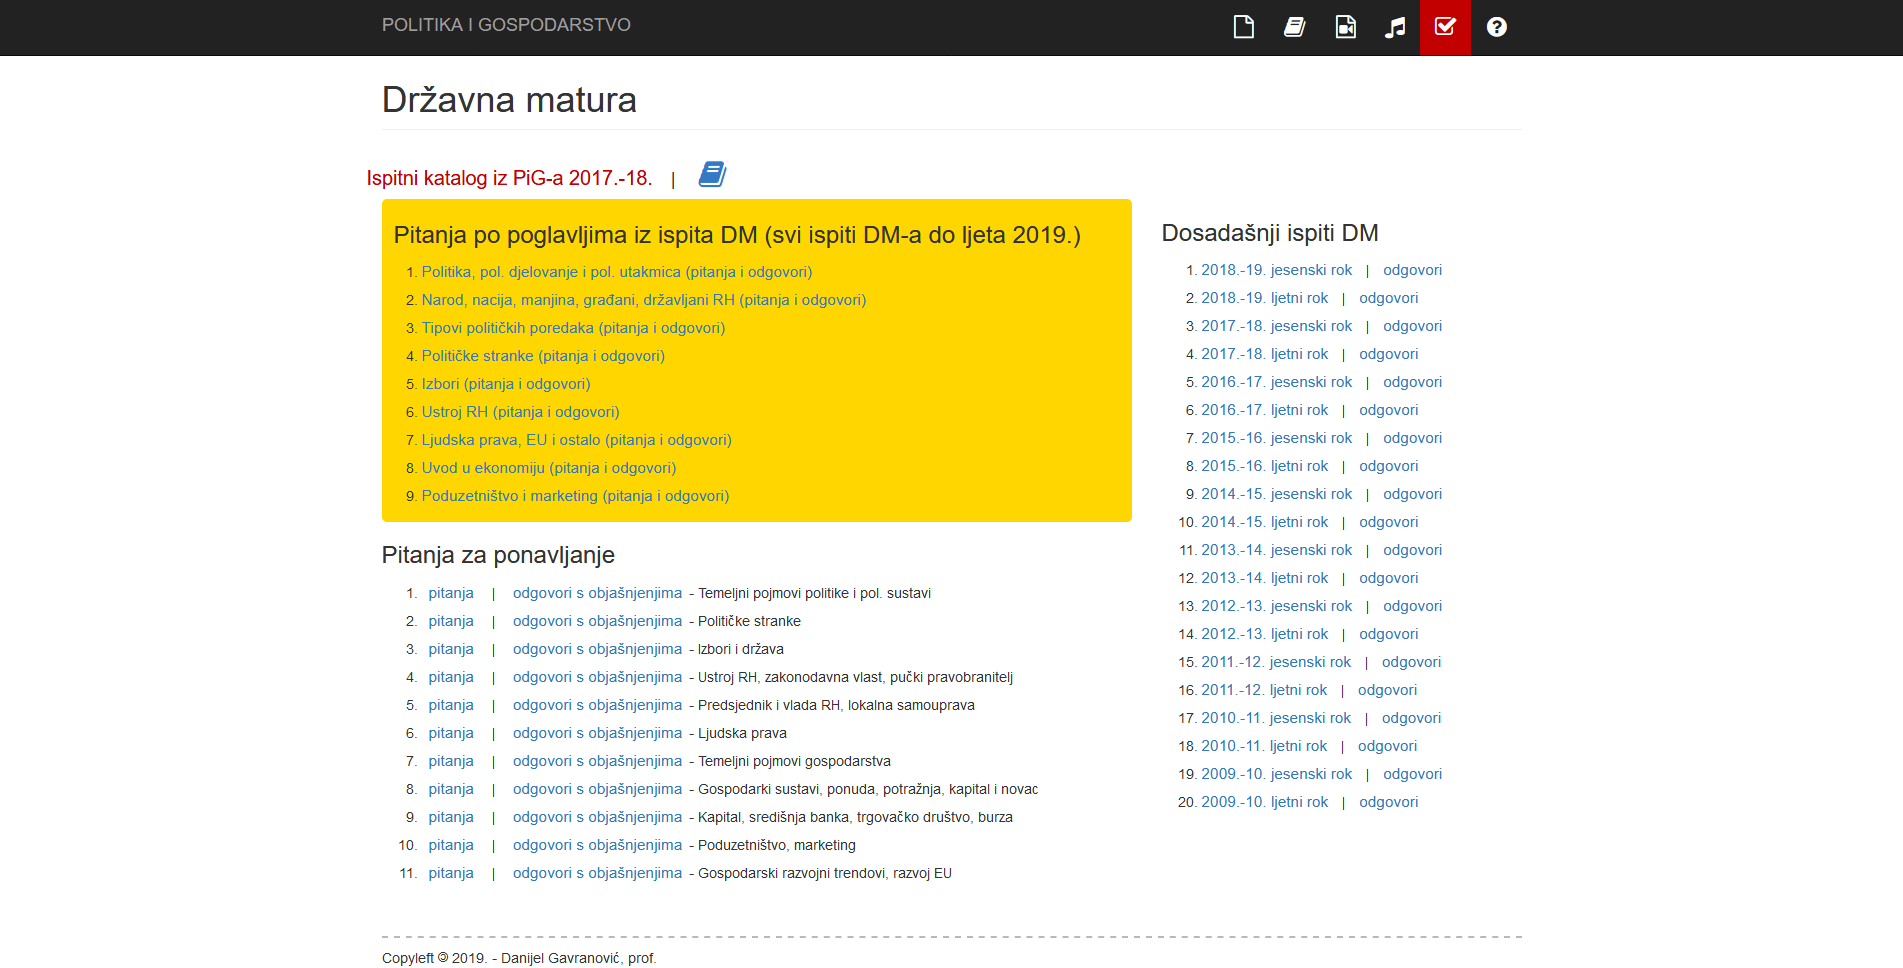 POLITIKA I GOSPODARSTVO
Državna matura
Ispitni katalog iz PiG-a 2017.-18. |
Pitanja po poglavljima iz ispita DM (svi ispiti DM-a do ljeta 2019.)
1. Politika, pol. djelovanje i pol. utakmica (pitanja i odgovori)
2. Narod, nacija, manjina, građani, državljani RH (pitanja i odgovori)
3. Tipovi političkih poredaka (pitanja i odgovori)
4. Političke stranke (pitanja i odgovori)
5. Izbori (pitanja i odgovori)
6. Ustroj RH (pitanja i odgovori)
7. Ljudska prava, EU i ostalo (pitanja i odgovori)
8. Uvod u ekonomiju (pitanja i odgovori)
9. Poduzetništvo i marketing (pitanja i odgovori)
Pitanja za ponavljanje
1. pitanja | odgovori s objašnjenjima - Temeljni pojmovi politike i pol. sustavi
2. pitanja | odgovori s objašnjenjima - Političke stranke
3. pitanja | odgovori s objašnjenjima - Izbori i država
4. pitanja | odgovori s objašnjenjima - Ustroj RH, zakonodavna vlast, pučki pravobranitelj
5. pitanja | odgovori s objašnjenjima - Predsjednik i vlada RH, lokalna samouprava
6. pitanja | odgovori s objašnjenjima - Ljudska prava
7. pitanja | odgovori s objašnjenjima - Temeljni pojmovi gospodarstva
8. pitanja | odgovori s objašnjenjima - Gospodarki sustavi, ponuda, potražnja, kapital i novac
9. pitanja | odgovori s objašnjenjima - Kapital, središnja banka, trgovačko društvo, burza
10. pitanja | odgovori s objašnjenjima - Poduzetništvo, marketing
11. pitanja | odgovori s objašnjenjima - Gospodarski razvojni trendovi, razvoj EU
Dosadašnji ispiti DM
1. 2018.-19. jesenski rok | odgovori
2. 2018.-19. ljetni rok | odgovori
3. 2017.-18. jesenski rok | odgovori
4. 2017.-18. ljetni rok | odgovori
5. 2016.-17. jesenski rok | odgovori
6. 2016.-17. ljetni rok | odgovori
7. 2015.-16. jesenski rok | odgovori
8. 2015.-16. ljetni rok | odgovori
9. 2014.-15. jesenski rok | odgovori
10. 2014.-15. ljetni rok | odgovori
11. 2013.-14. jesenski rok | odgovori
12. 2013.-14. ljetni rok | odgovori
13. 2012.-13. jesenski rok | odgovori
14. 2012.-13. ljetni rok | odgovori
15. 2011.-12. jesenski rok | odgovori
16. 2011.-12. ljetni rok | odgovori
17. 2010.-11. jesenski rok | odgovori
18. 2010.-11. ljetni rok | odgovori
19. 2009.-10. jesenski rok | odgovori
20. 2009.-10. ljetni rok | odgovori
Copyleft 🄯 2019. - Danijel Gavranović, prof.